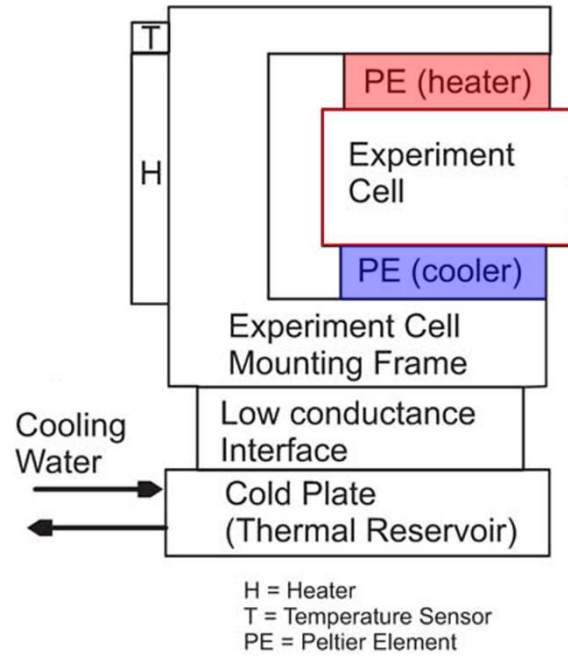 T
PE (heater)
H
Experiment
Cell
PE (cooler)
Experiment Cell
Mounting Frame
Low conductance
Interface
Cooling
Water
Cold Plate
(Thermal Reservoir)
H = Heater
T = Temperature Sensor
PE = Peltier Element